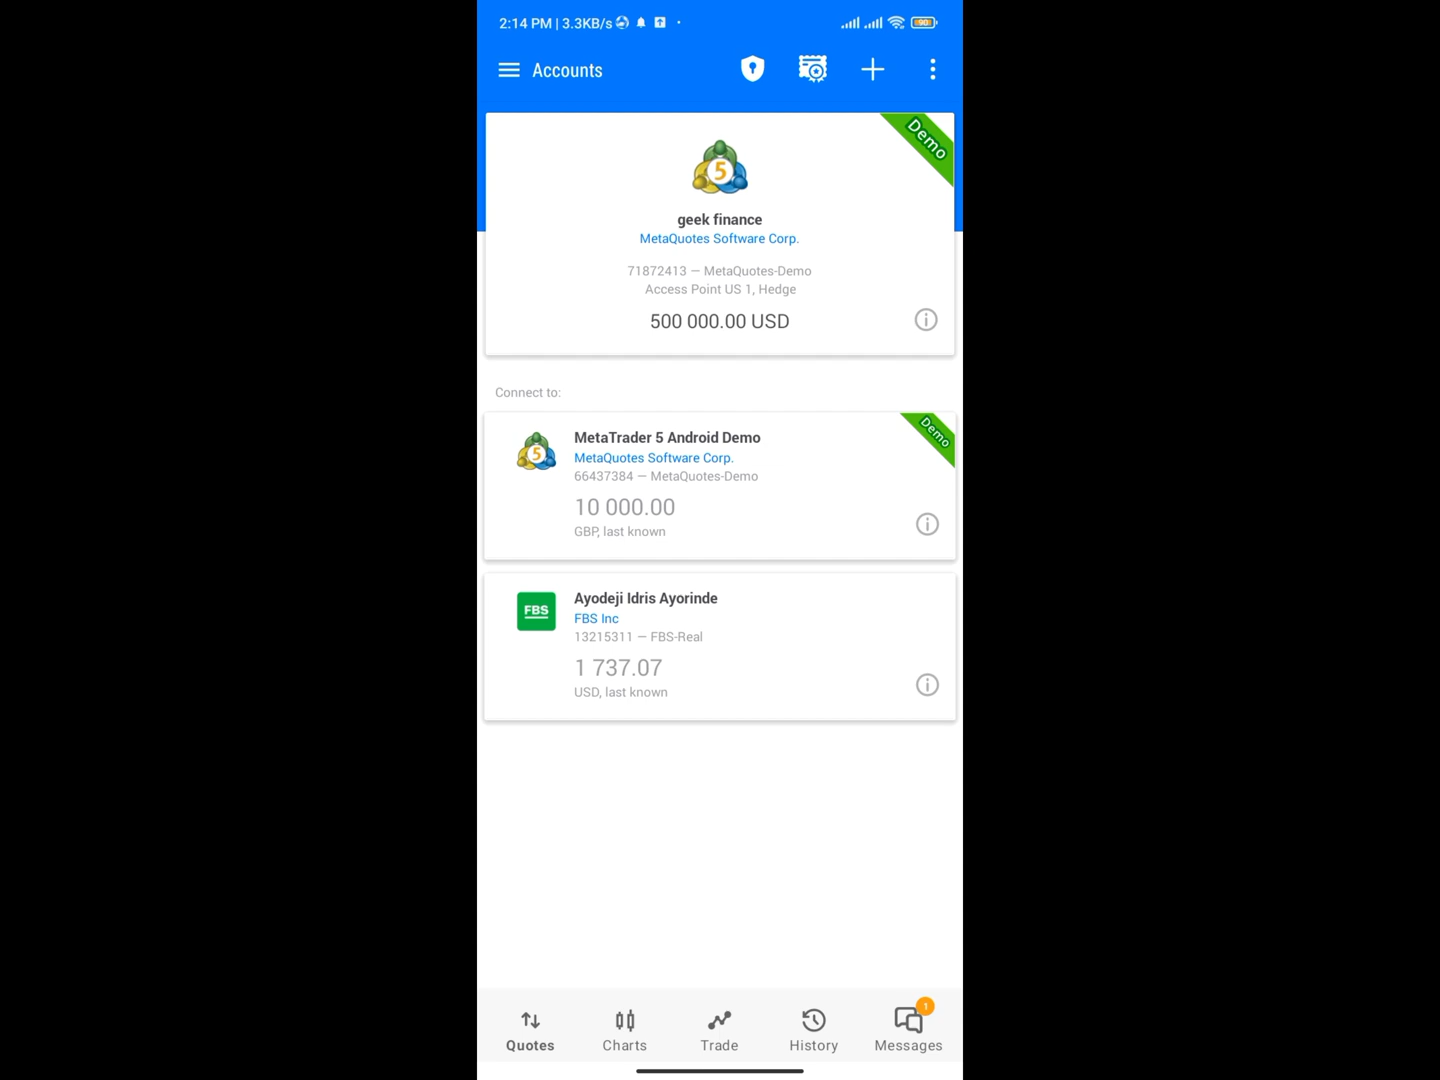 2:14 PM | 3.3KB/s
90
Accounts
Demo
5
geek finance
MetaQuotes Software Corp.
71872413 — MetaQuotes-Demo
Access Point US 1, Hedge
500 000.00 USD
Connect to:
Demo
5
MetaTrader 5 Android Demo
MetaQuotes Software Corp.
66437384 — MetaQuotes-Demo
10 000.00
GBP, last known
FBS
Ayodeji Idris Ayorinde
FBS Inc
13215311 — FBS-Real
1 737.07
USD, last known
1
Quotes Charts Trade History Messages